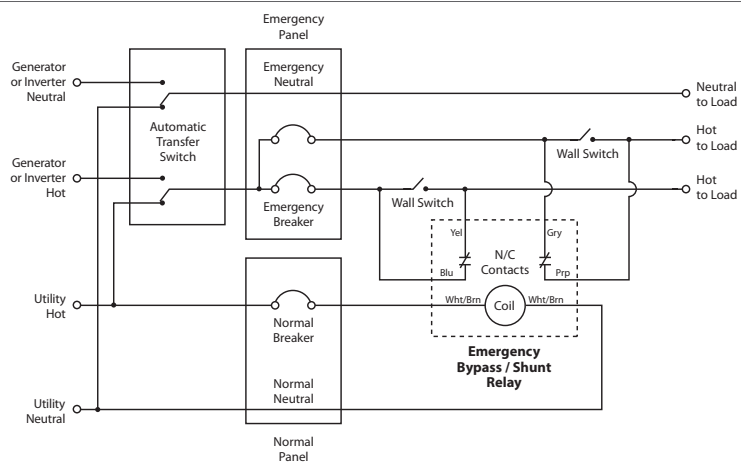 Emergency
Panel
Generator
or Inverter
Neutral
Emergency
Neutral
Neutral
to Load
Automatic
Transfer
Switch
Hot
to Load
Wall Switch
Generator
or Inverter
Hot
Emergency
Breaker
Wall Switch
Hot
to Load
Yel
Gry
N/C
Contacts
Blu
Prp
Utility
Hot
Normal
Breaker
Wht/Brn
Coil
Wht/Brn
Emergency
Bypass / Shunt
Relay
Normal
Neutral
Utility
Neutral
Normal
Panel